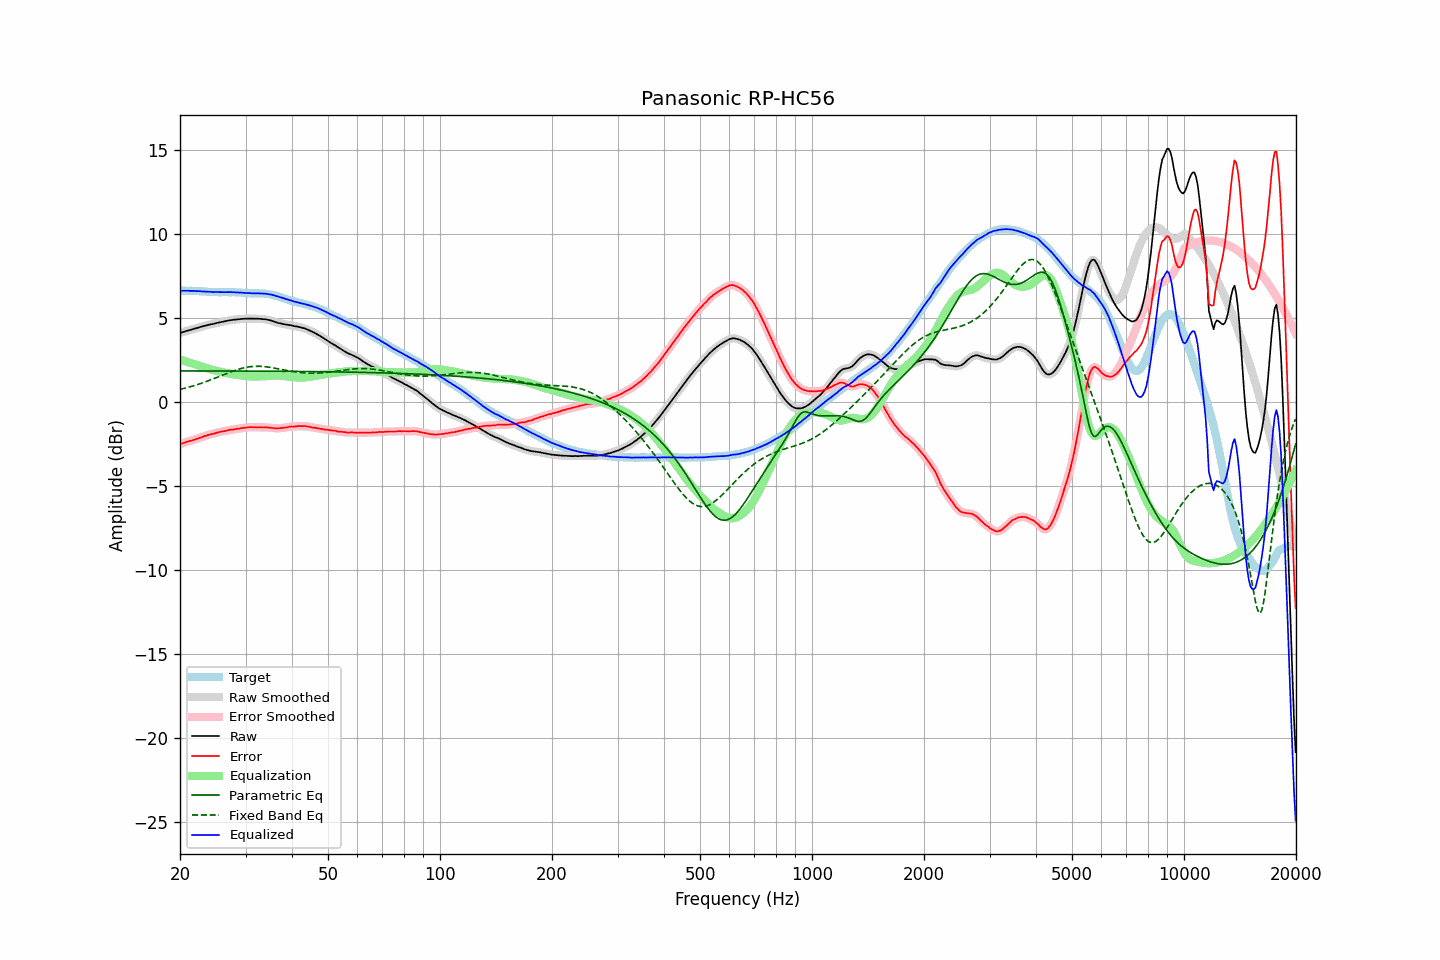 Panasonic RP-HC56
15
10
5
0
−5
−10
−15
−20
−25
Amplitude (dBr)
Target
Raw Smoothed
Error Smoothed
Raw
Error
Equalization
Parametric Eq
Fixed Band Eq
Equalized
20
50
100
200
500
1000
2000
5000
10000
20000
Frequency (Hz)